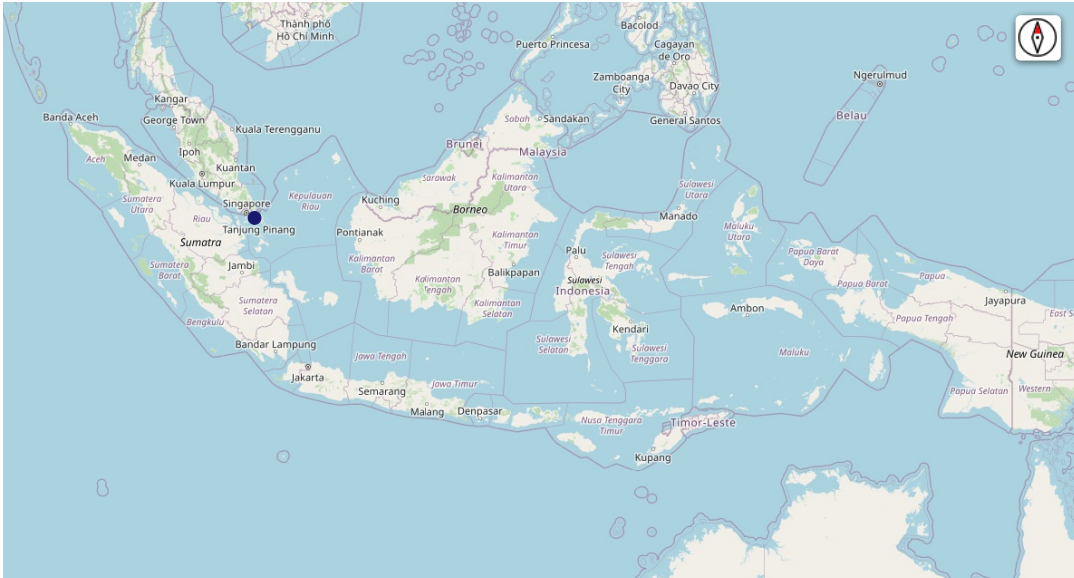 Thành phố
Hồ Chí Minh
Bacolod
Puerto Princesa
Cagayan
de Oro
Zamboanga
City
Davao City
Ngerulmud
Kangar
Banda Aceh
George Town
Kuala Terengganu
Sabah
Sandakan
General Santos
Belau
Ipoh
Brunei
Malaysia
Aceh
Medan
Kuantan
Kuala Lumpur
Sarawak
Kalimantan
Utara
Sulawesi
Utara
Sumatera
Utara
Kepulauan
Riau
Kuching
Singapore
Riau
Borneo
Manado
Maluku
Utara
Tanjung Pinang
Pontianak
Kalimantan
Timur
Sumatra
Palu
Sulawesi
Tengah
Papua Barat
Daya
Sumatera
Barat
Jambi
Kalimantan
Barat
Balikpapan
Kalimantan
Tengah
Sulawesi
Indonesia
Papua
Papua Barat
Sumatera
Selatan
Kalimantan
Selatan
Jayapura
Ambon
Bengkulu
Kendari
Papua Tengah
East S
Bandar Lampung
Sulawesi
Selatan
Sulawesi
Tenggara
Jawa Tengah
Maluku
New Guinea
Jakarta
Semarang
Jawa Timur
Papua Selatan
Western
Malang
Denpasar
Nusa Tenggara
Timur
Timor-Leste
Kupang